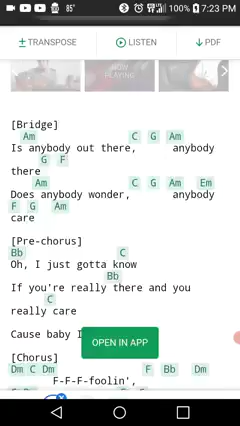 85°
100% 7:23 PM
TRANSPOSE LISTEN PDF
NOW
PLAYING
[Bridge]
Am C G Am
Is anybody out there, anybody
G F
there
Am C G Am Em
Does anybody wonder, anybody
F G Am
care
[Pre-chorus]
Bb C
Oh, I just gotta know
Bb
If you're really there and you
C
really care
Cause baby I
OPEN IN APP
[Chorus]
Dm C Dm F Bb Dm
F-F-F-foolin',